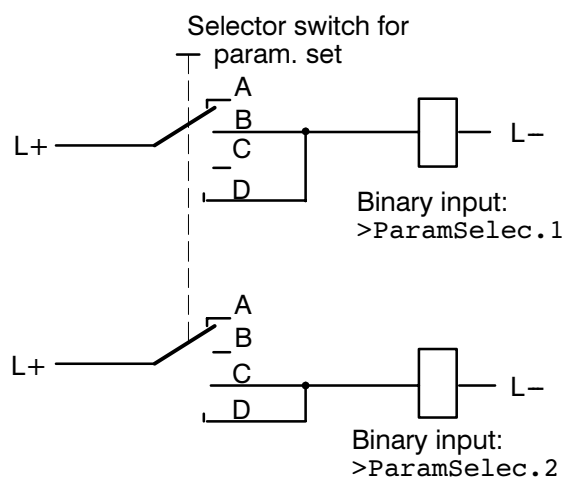 Selector switch for
param. set
A
B
L+
L−
C
D
Binary input:
>ParamSelec.1
A
B
L+
C
L−
D
Binary input:
>ParamSelec.2